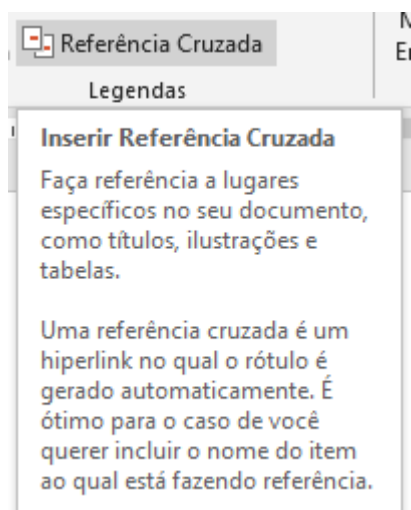 Referência Cruzada
Legendas
Inserir Referência Cruzada
Faça referência a lugares
específicos no seu documento,
como títulos, ilustrações e
tabelas.
Uma referência cruzada é um
hiperlink no qual o rótulo é
gerado automaticamente. É
ótimo para o caso de você
querer incluir o nome do item
ao qual está fazendo referência.